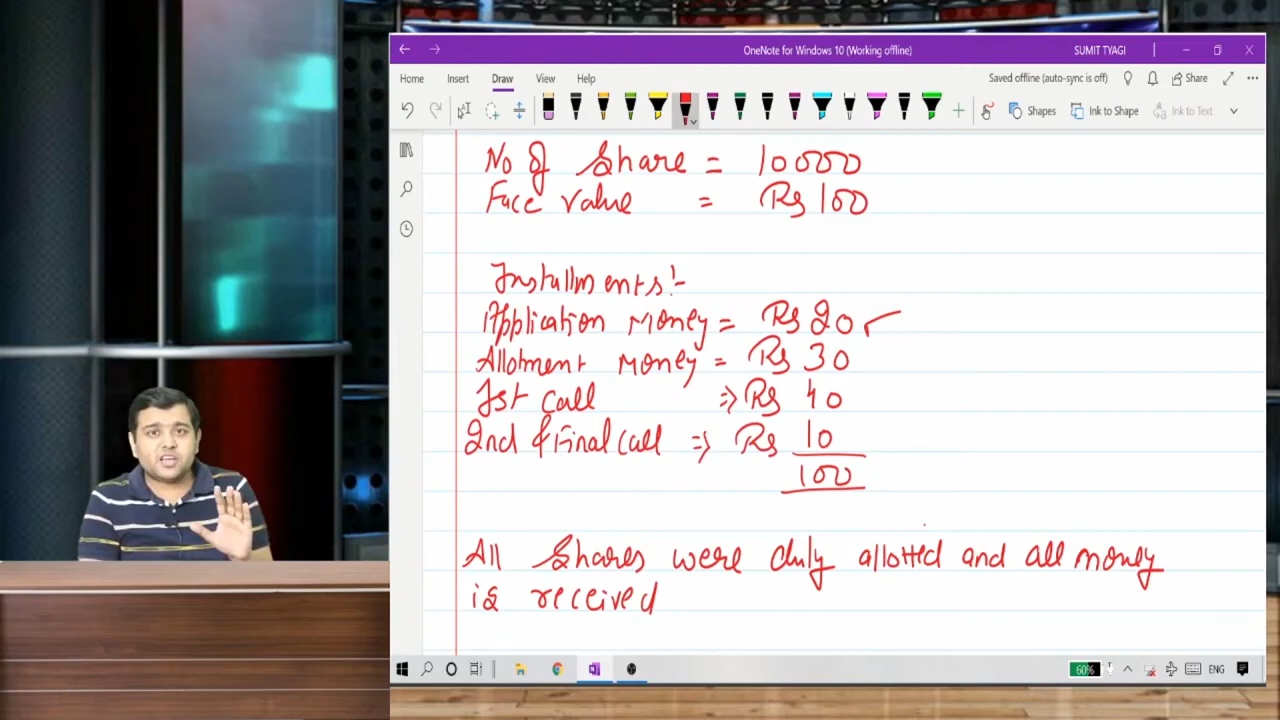 OneNote for Windows 10 (Working offline)
SUMIT TYAGI
Home Insert Draw View Help
Saved offline (auto-sync is off)
Share
Shapes
Ink to Shape
Ink to Text
No of Share = 10000
Face value = Rs 100
Installments:-
Application Money = Rs 20
Allotment Money = Rs 30
Ist Call => Rs 40
2nd & Final Call => Rs 10
100
All Shares were duly allotted and all money
is received
60%
ENG